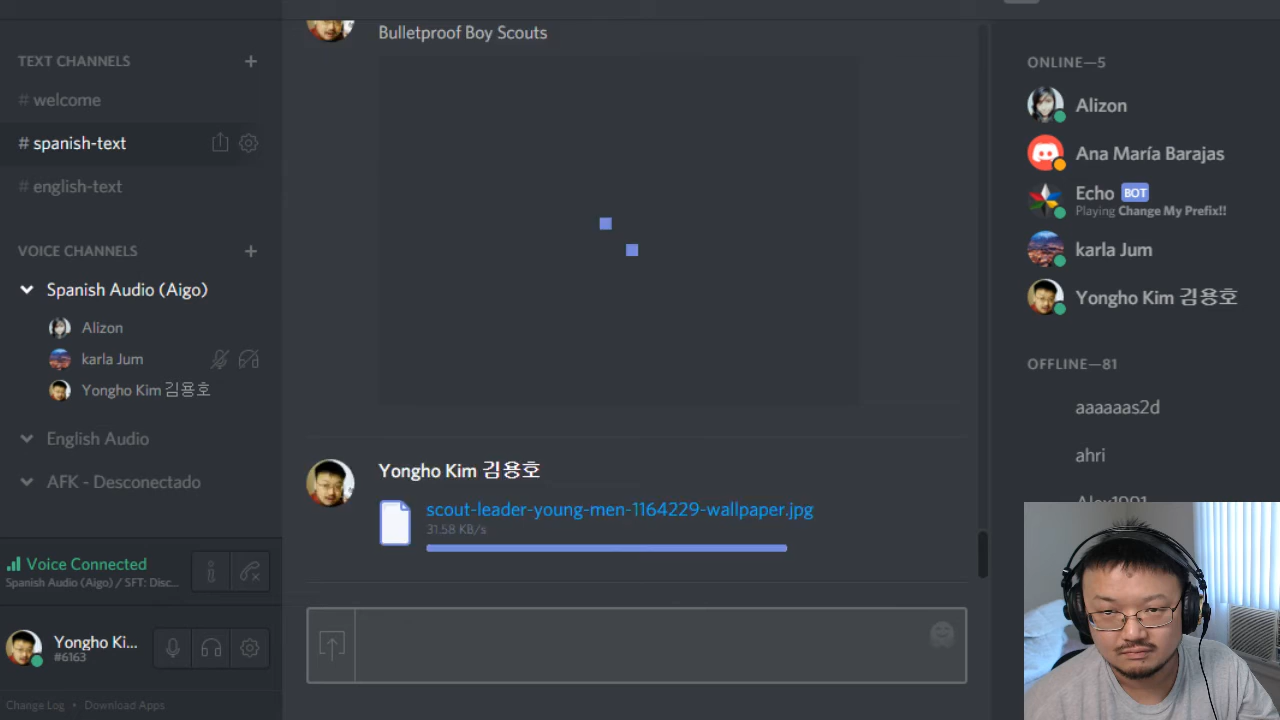 TEXT CHANNELS
# welcome
# spanish-text
# english-text
VOICE CHANNELS
Spanish Audio (Aigo)
Alizon
karla Jum
Yongho Kim 김용호
English Audio
AFK - Desconectado
Voice Connected
Spanish Audio (Aigo) / SFT: Disc...
Yongho Ki...
#6163
Change Log • Download Apps
Bulletproof Boy Scouts
Yongho Kim 김용호
scout-leader-young-men-1164229-wallpaper.jpg
31.58 KB/s
ONLINE—5
Alizon
Ana María Barajas
Echo BOT
Playing Change My Prefix!!
karla Jum
Yongho Kim 김용호
OFFLINE—81
aaaaaas2d
ahri